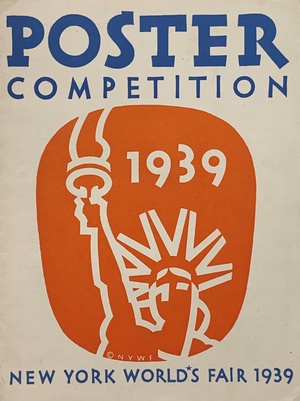 POSTER
COMPETITION
1939
© NYWF
NEW YORK WORLD'S FAIR 1939